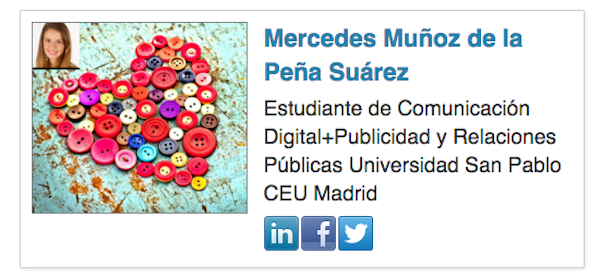 Mercedes Muñoz de la
Peña Suárez
Estudiante de Comunicación
Digital+Publicidad y Relaciones
Públicas Universidad San Pablo
CEU Madrid
in f